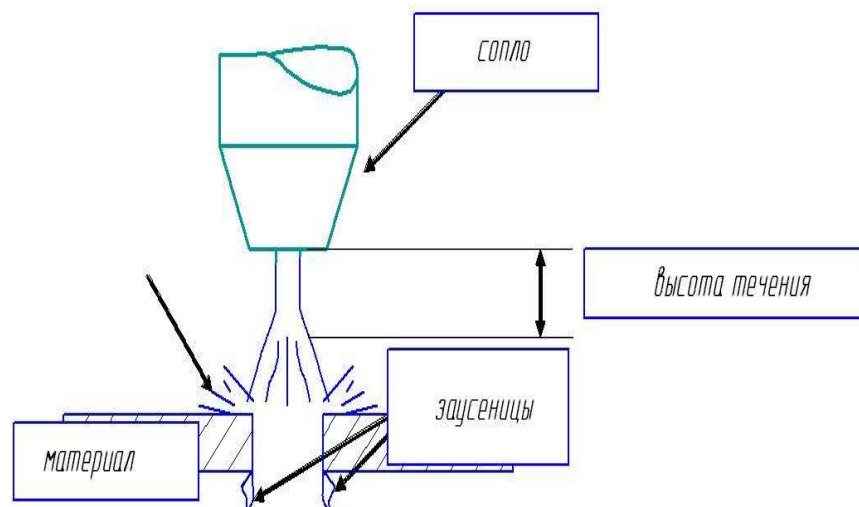 сопло
высота течения
заусеницы
материал